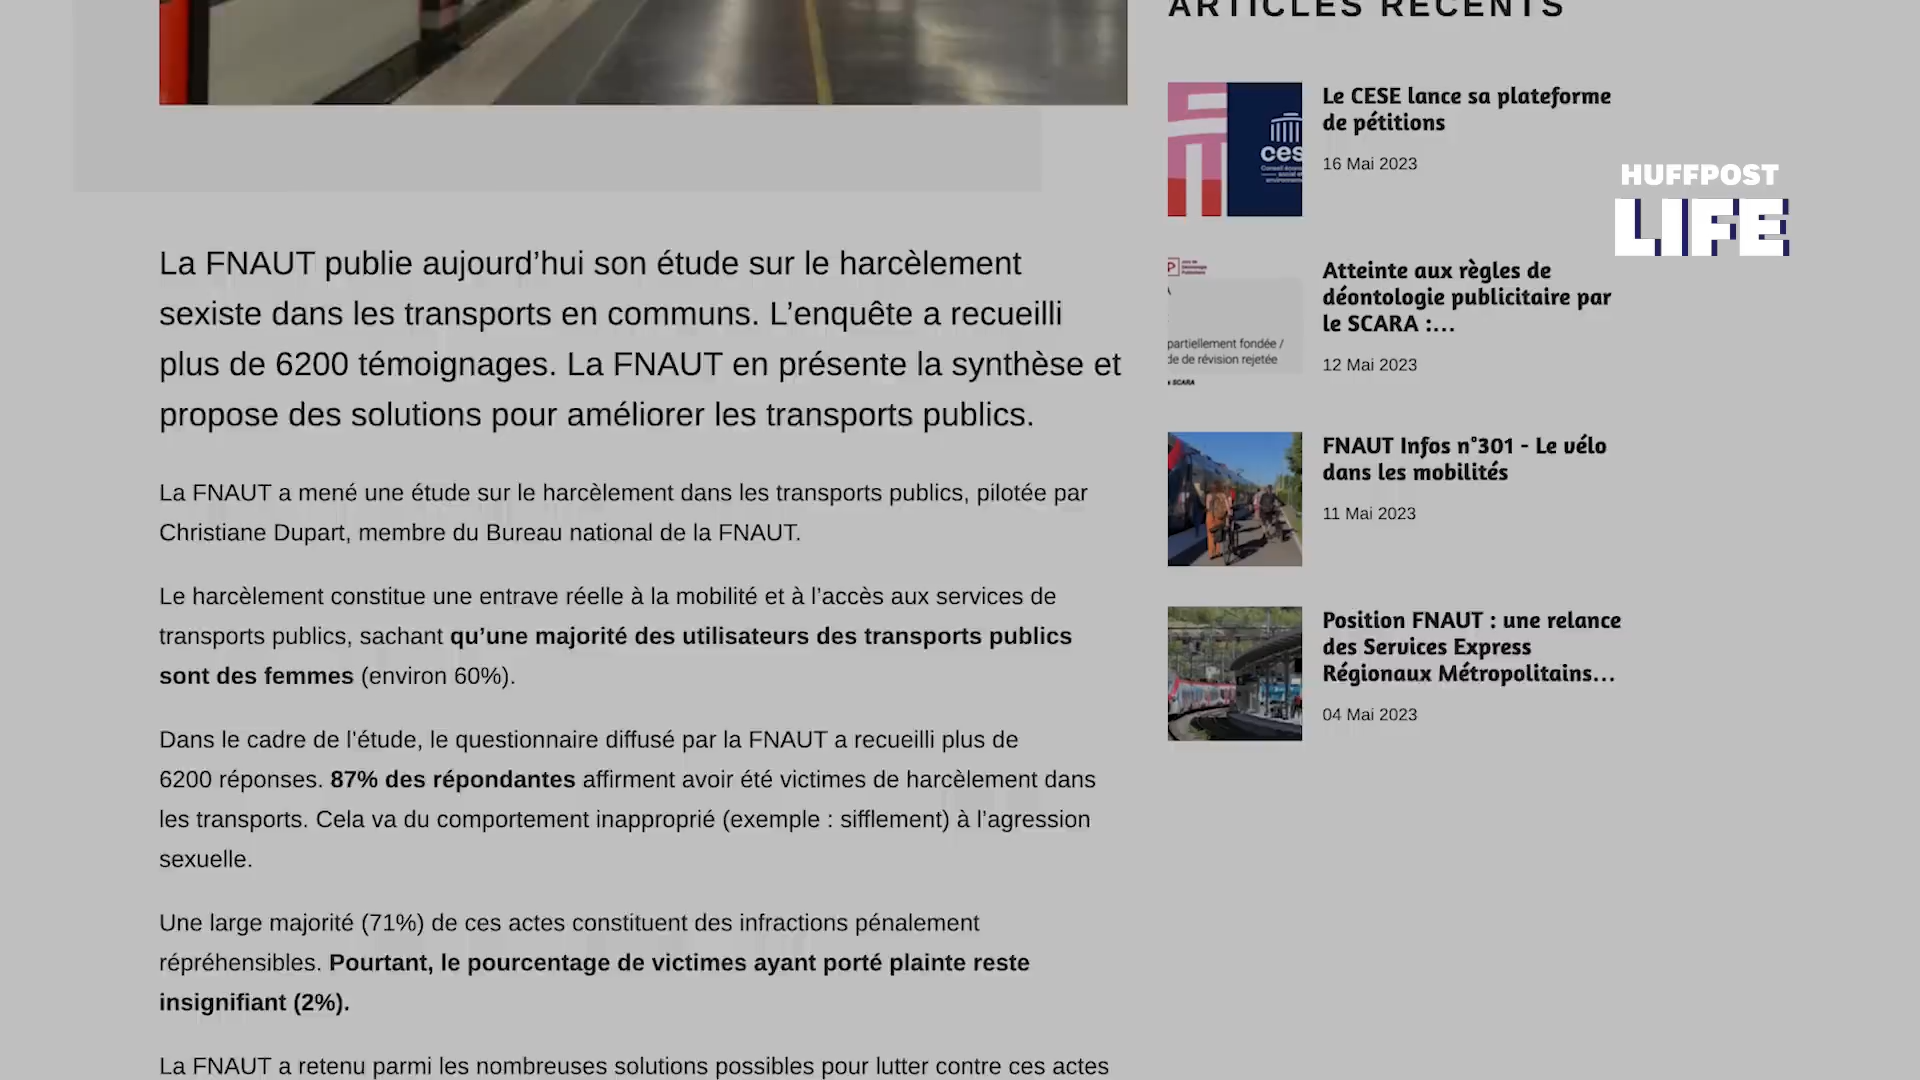 La FNAUT publie aujourd’hui son étude sur le harcèlement
sexiste dans les transports en communs. L’enquête a recueilli
plus de 6200 témoignages. La FNAUT en présente la synthèse et
propose des solutions pour améliorer les transports publics.
La FNAUT a mené une étude sur le harcèlement dans les transports publics, pilotée par
Christiane Dupart, membre du Bureau national de la FNAUT.
Le harcèlement constitue une entrave réelle à la mobilité et à l’accès aux services de
transports publics, sachant qu’une majorité des utilisateurs des transports publics
sont des femmes (environ 60%).
Dans le cadre de l’étude, le questionnaire diffusé par la FNAUT a recueilli plus de
6200 réponses. 87% des répondantes affirment avoir été victimes de harcèlement dans
les transports. Cela va du comportement inapproprié (exemple : sifflement) à l’agression
sexuelle.
Une large majorité (71%) de ces actes constituent des infractions pénalement
répréhensibles. Pourtant, le pourcentage de victimes ayant porté plainte reste
insignifiant (2%).
La FNAUT a retenu parmi les nombreuses solutions possibles pour lutter contre ces actes
ARTICLES RÉCENTS
ces
Le CESE lance sa plateforme
de pétitions
16 Mai 2023
HUFFPOST
LIFE
partiellement fondée /
de de révision rejetée
SCARA
Atteinte aux règles de
déontologie publicitaire par
le SCARA :…
12 Mai 2023
FNAUT Infos n°301 - Le vélo
dans les mobilités
11 Mai 2023
Position FNAUT : une relance
des Services Express
Régionaux Métropolitains…
04 Mai 2023